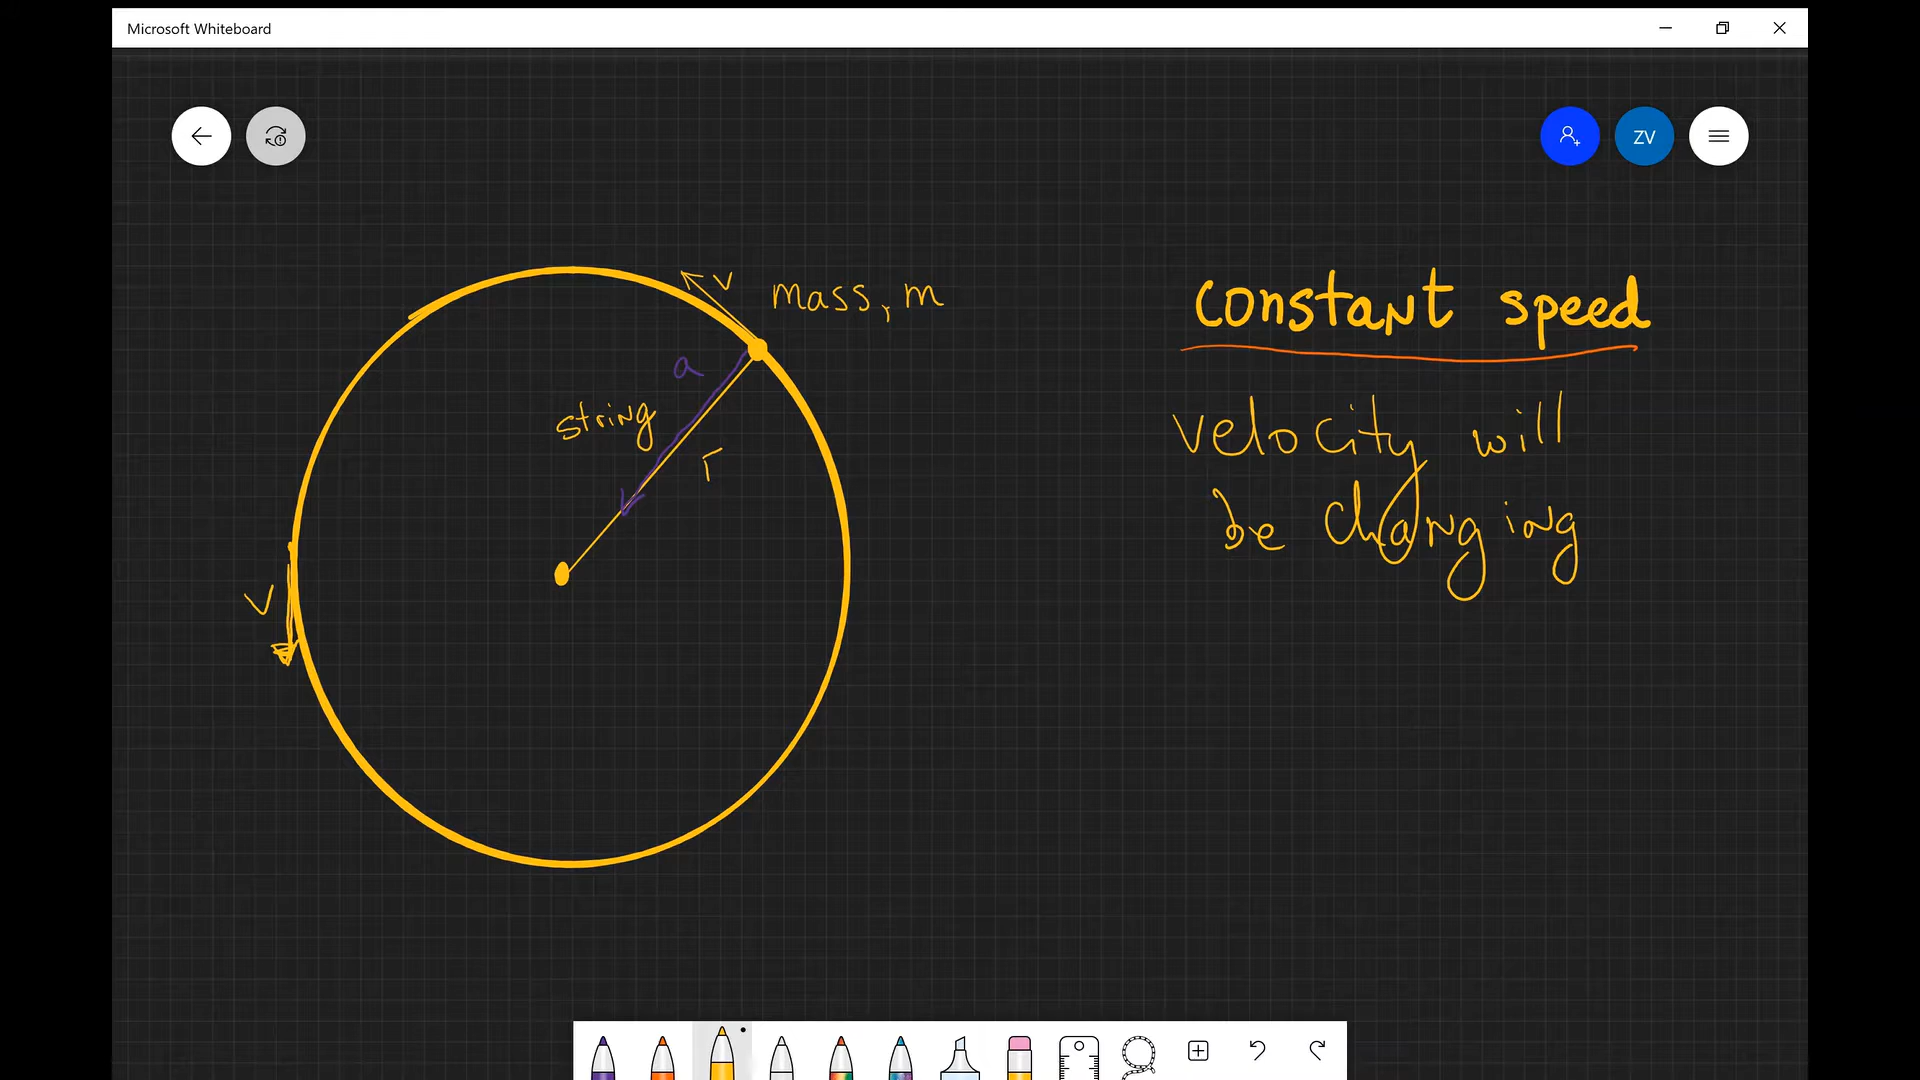 Microsoft Whiteboard
ZV
v
mass, m
a
string
r
v
constant speed
velocity will
be changing